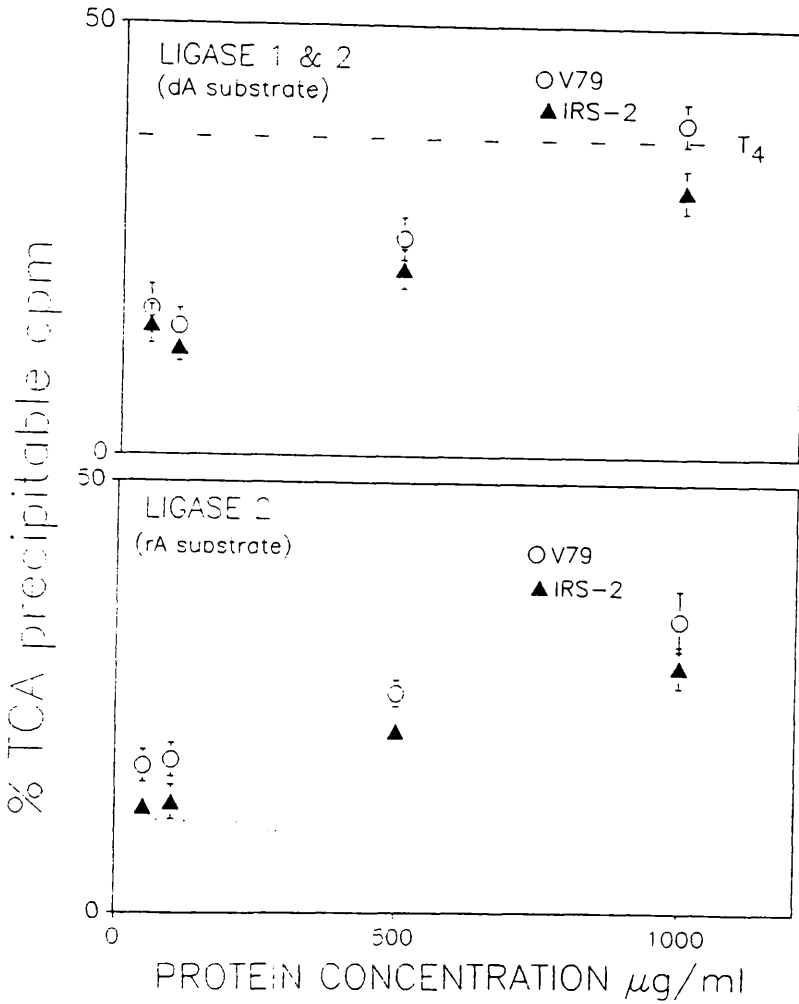 50
LIGASE 1 & 2
(dA substrate)
V79
IRS-2
T4
0
50
LIGASE 2
(rA substrate)
V79
IRS-2
0
0
500
1000
% TCA precipitable cpm
PROTEIN CONCENTRATION µg/ml